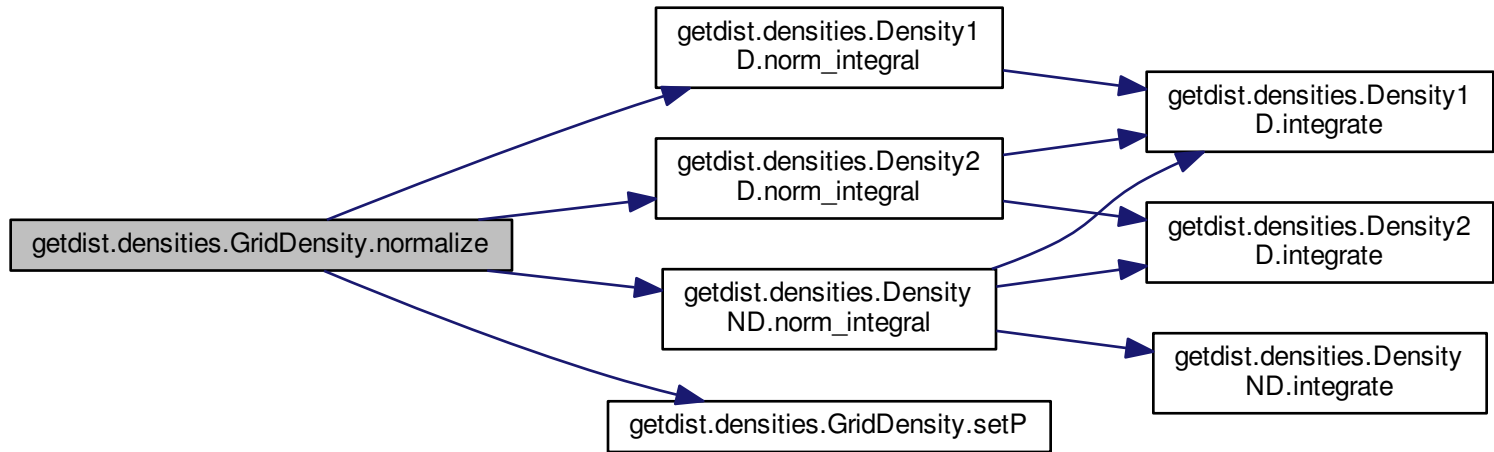 getdist.densities.GridDensity.normalize
getdist.densities.Density1
D.norm_integral
getdist.densities.Density2
D.norm_integral
getdist.densities.Density
ND.norm_integral
getdist.densities.GridDensity.setP
getdist.densities.Density1
D.integrate
getdist.densities.Density2
D.integrate
getdist.densities.Density
ND.integrate